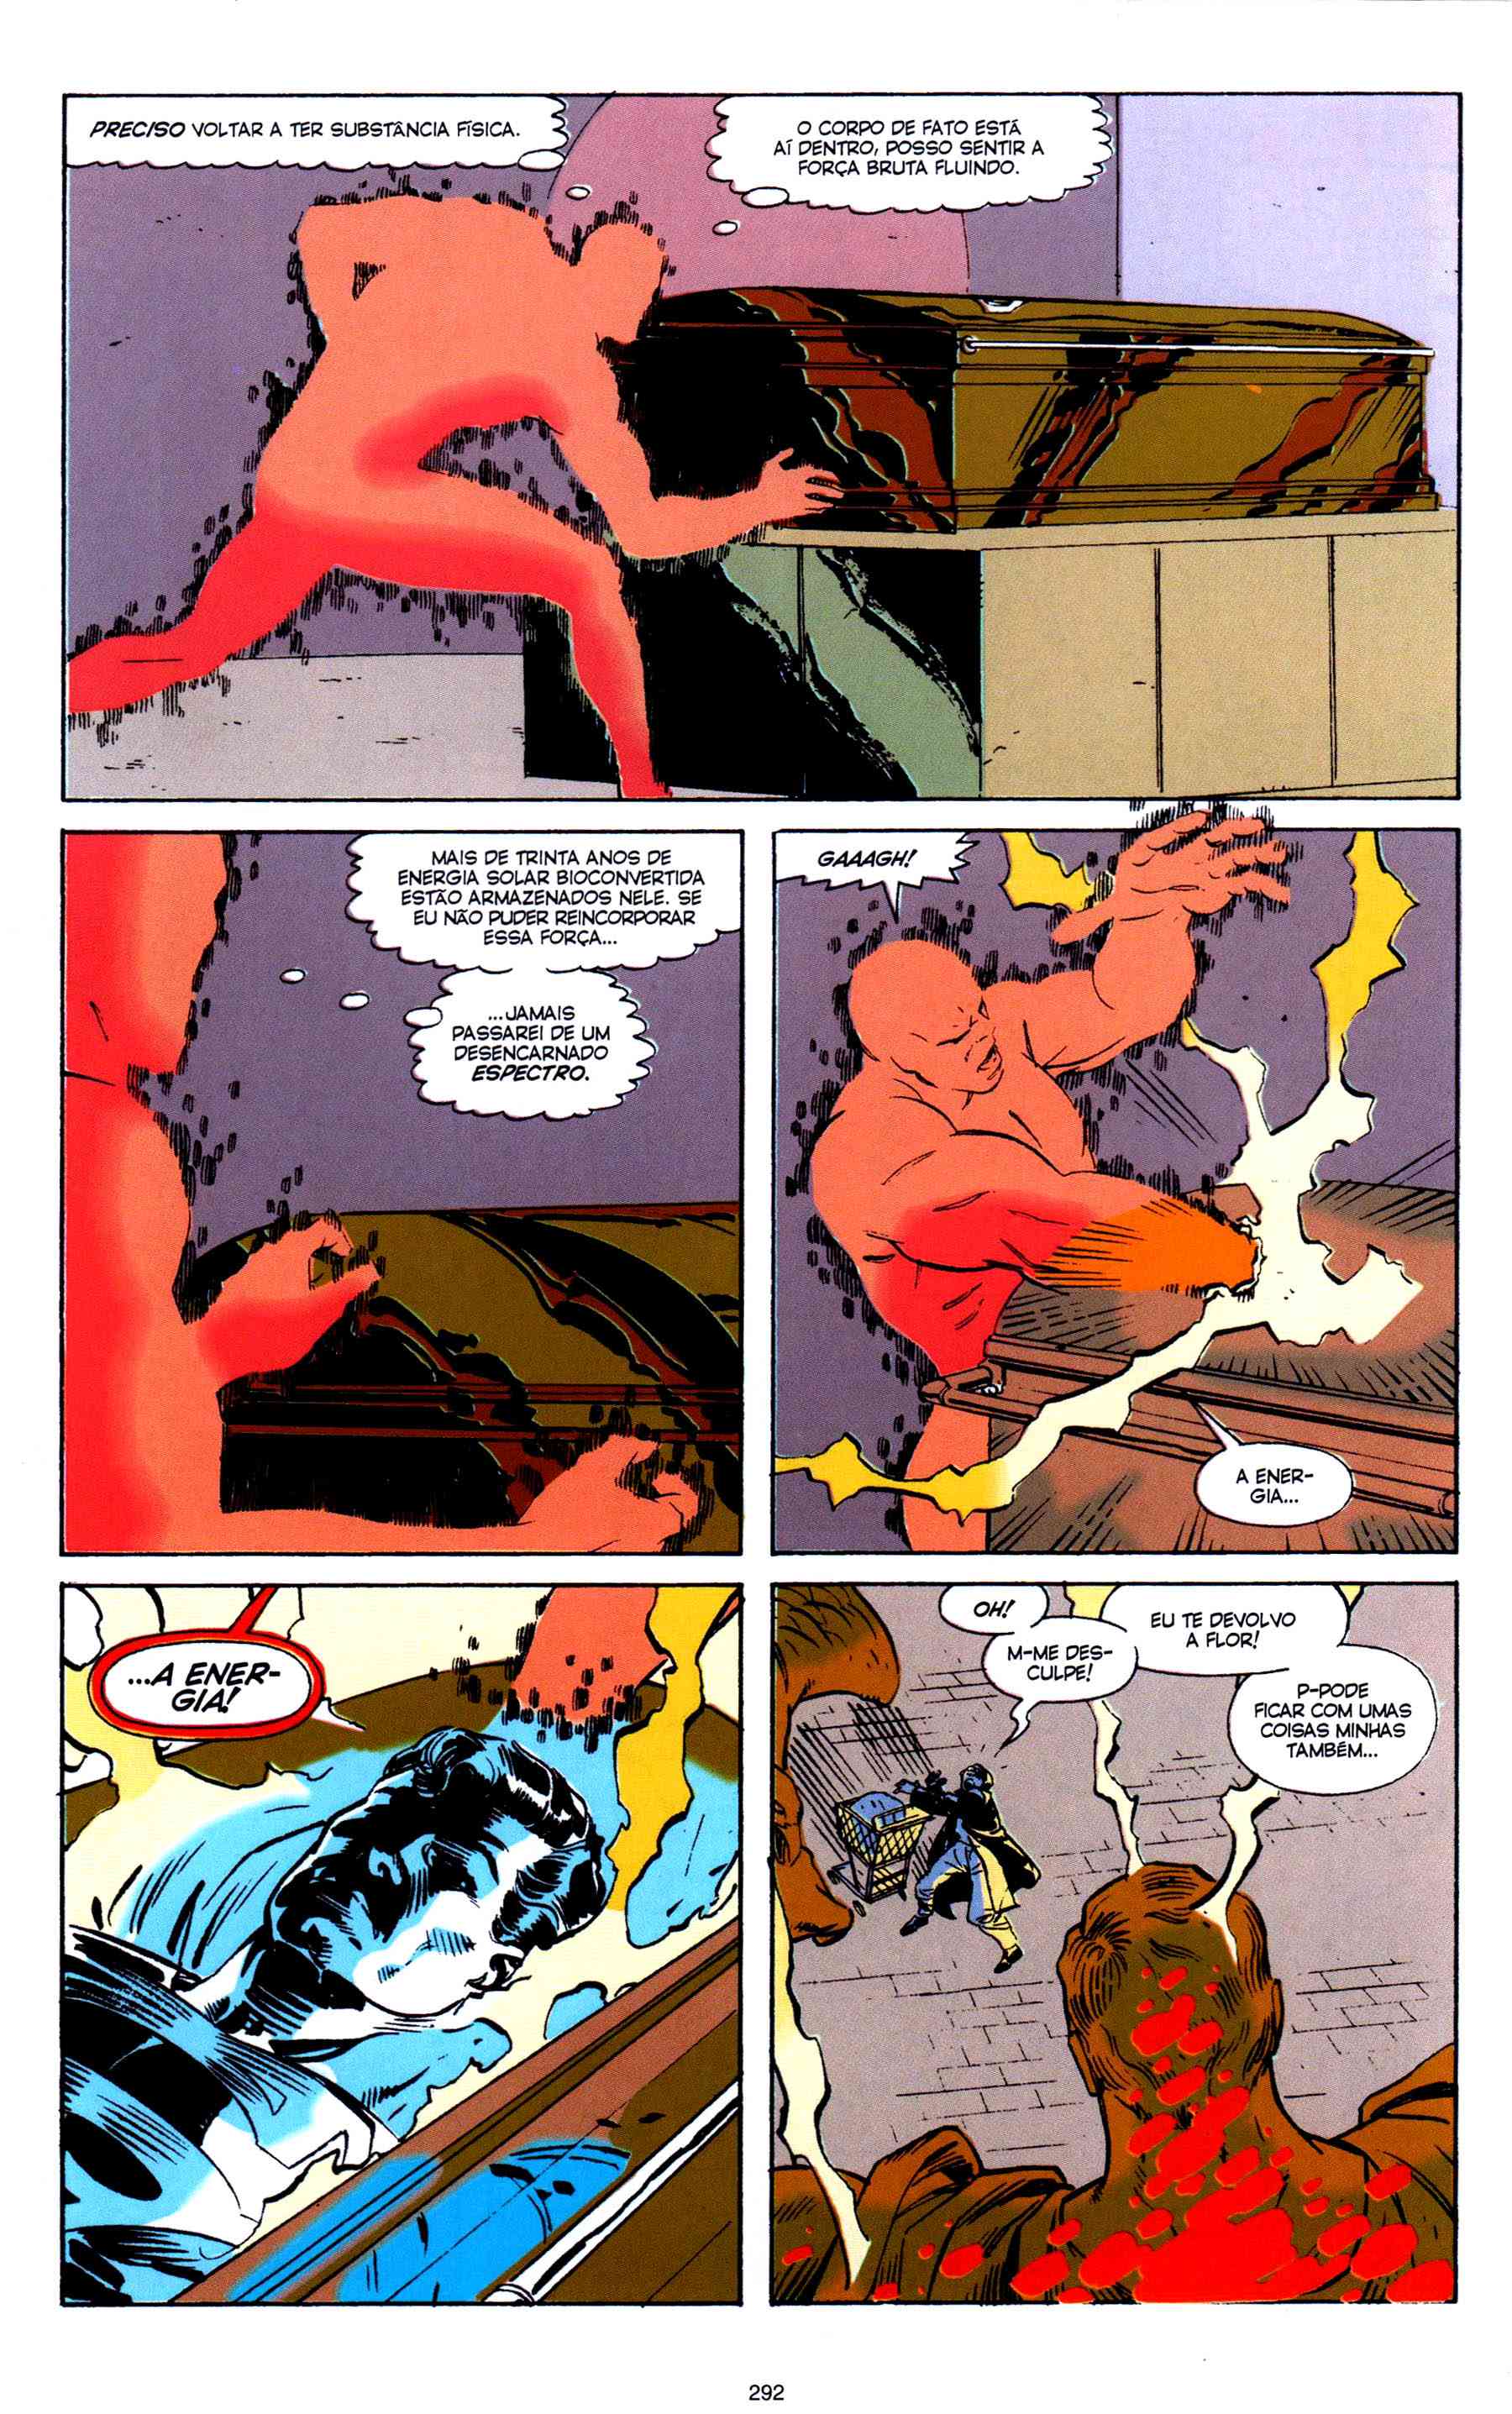 PRECISO VOLTAR A TER SUBSTÂNCIA FÍSICA.
O CORPO DE FATO ESTÁ
AÍ DENTRO, POSSO SENTIR A
FORÇA BRUTA FLUINDO.
MAIS DE TRINTA ANOS DE
ENERGIA SOLAR BIOCONVERTIDA
ESTÃO ARMAZENADOS NELE. SE
EU NÃO PUDER REINCORPORAR
ESSA FORÇA...
...JAMAIS
PASSAREI DE UM
DESENCARNADO
ESPECTRO.
GAAAGH!
A ENER-
GIA...
...A ENER-
GIA!
OH!
M-ME DES-
CULPE!
EU TE DEVOLVO
A FLOR!
P-PODE
FICAR COM UMAS
COISAS MINHAS
TAMBÉM...
292